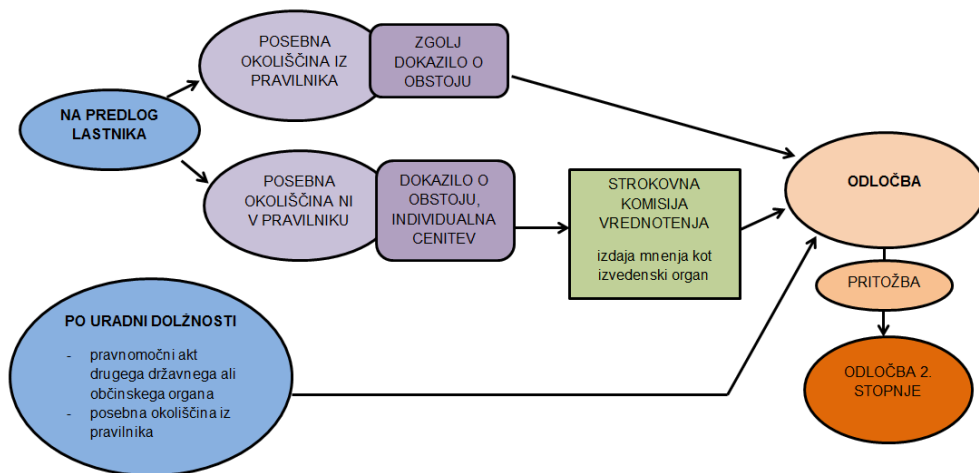 POSEBNA
OKOLIŠČINA IZ
PRAVILNIKA
ZGOLJ
DOKAZILO O
OBSTOJU
NA PREDLOG
LASTNIKA
POSEBNA
OKOLIŠČINA NI
V PRAVILNIKU
DOKAZILO O
OBSTOJU,
INDIVIDUALNA
CENITEV
STROKOVNA
KOMISIJA
VREDNOTENJA
izdaja mnenja kot
izvedenski organ
ODLOČBA
PRITOŽBA
ODLOČBA 2.
STOPNJE
PO URADNI DOLŽNOSTI
- pravnomočni akt
drugega državnega ali
občinskega organa
- posebna okoliščina iz
pravilnika